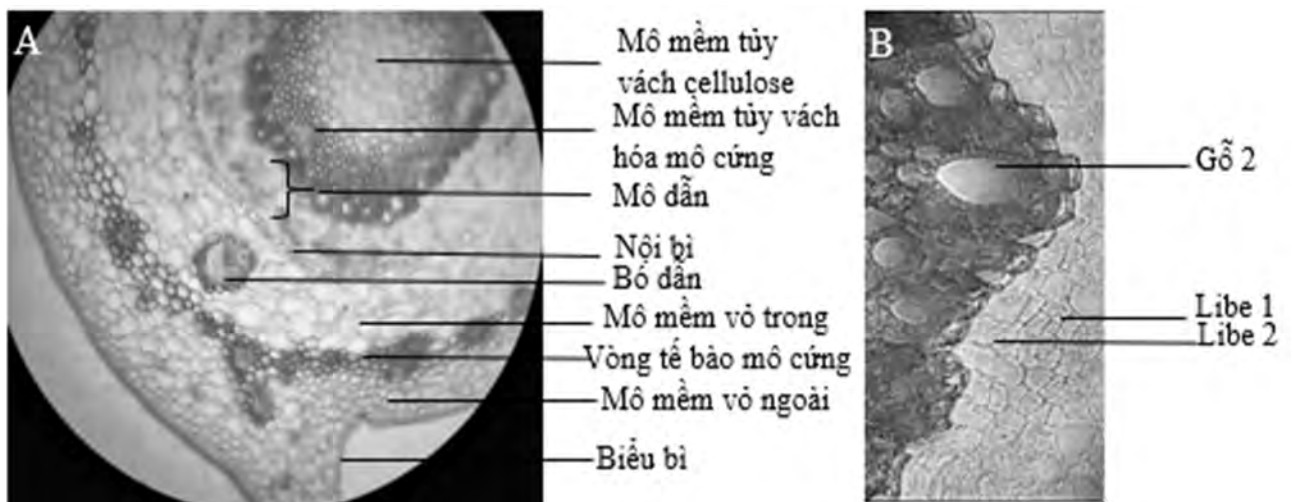 A
Mô mềm tủy
vách cellulose
Mô mềm tủy vách
hóa mô cứng
Mô dẫn
Nội bì
Bó dẫn
Mô mềm vỏ trong
Vòng tế bào mô cứng
Mô mềm vỏ ngoài
Biểu bì
B
Gỗ 2
Libe 1
Libe 2